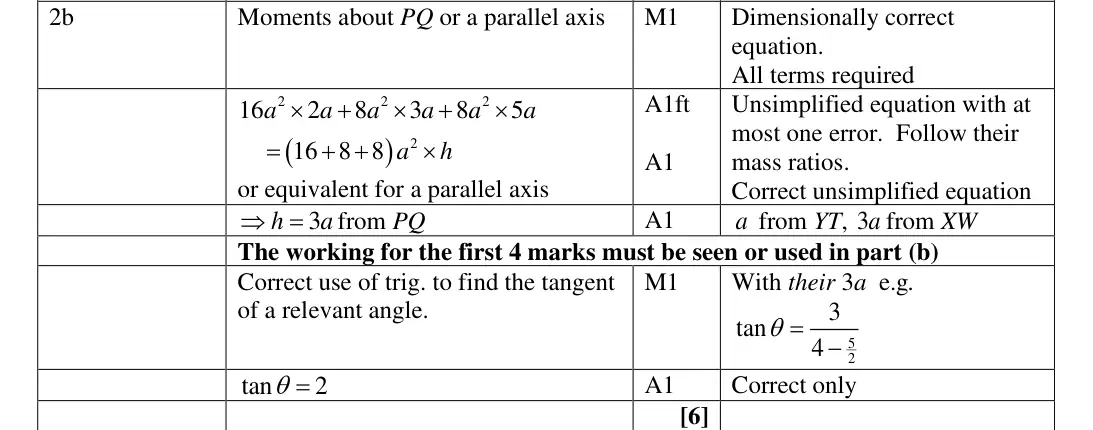 2b Moments about PQ or a parallel axis M1 Dimensionally correct
equation.
All terms required
16a² × 2a + 8a² × 3a + 8a² × 5a A1ft Unsimplified equation with at
= (16 + 8 + 8) a² × h most one error. Follow their
A1 mass ratios.
or equivalent for a parallel axis Correct unsimplified equation
⇒ h = 3a from PQ A1 a from YT, 3a from XW
The working for the first 4 marks must be seen or used in part (b)
Correct use of trig. to find the tangent M1 With their 3a e.g.
of a relevant angle. tan θ = 3 / (4 − 5/2)
tan θ = 2 A1 Correct only
[6]